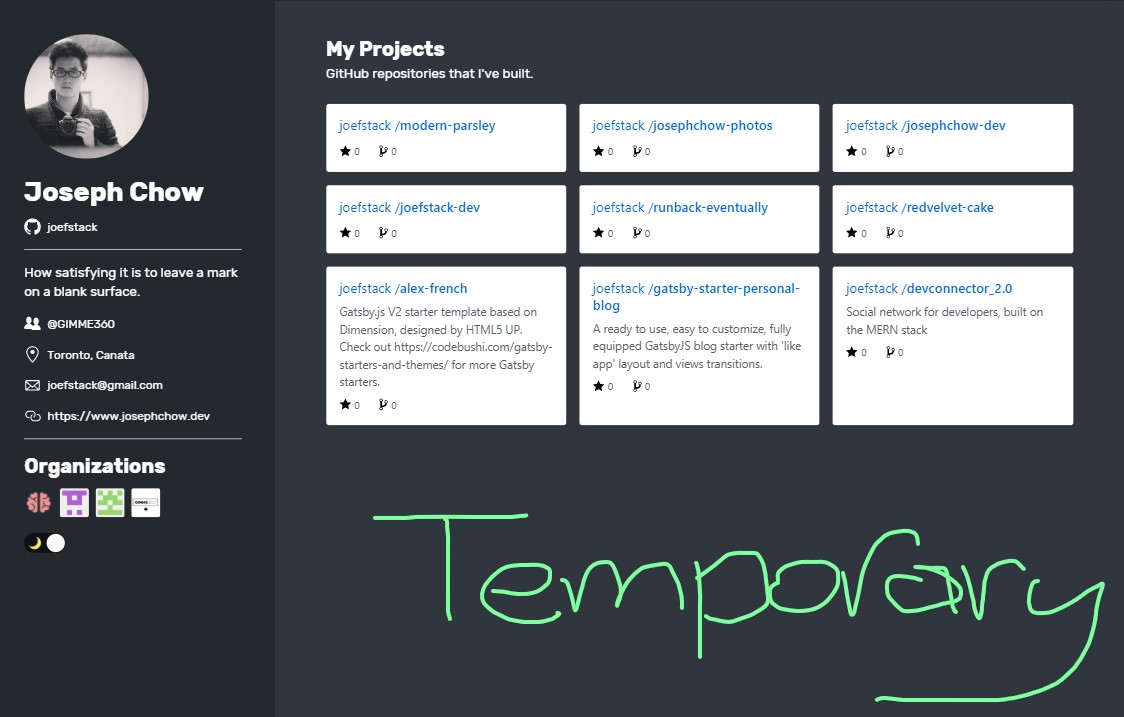 Joseph Chow
joefstack
How satisfying it is to leave a mark
on a blank surface.
@GIMME360
Toronto, Canata
joefstack@gmail.com
https://www.josephchow.dev
Organizations
My Projects
GitHub repositories that I've built.
joefstack /modern-parsley
0 0
joefstack /josephchow-photos
0 0
joefstack /josephchow-dev
0 0
joefstack /joefstack-dev
0 0
joefstack /runback-eventually
0 0
joefstack /redvelvet-cake
0 0
joefstack /alex-french
Gatsby.js V2 starter template based on
Dimension, designed by HTML5 UP.
Check out https://codebushi.com/gatsby-
starters-and-themes/ for more Gatsby
starters.
0 0
joefstack /gatsby-starter-personal-
blog
A ready to use, easy to customize, fully
equipped GatsbyJS blog starter with 'like
app' layout and views transitions.
0 0
joefstack /devconnector_2.0
Social network for developers, built on
the MERN stack
0 0
Temporary